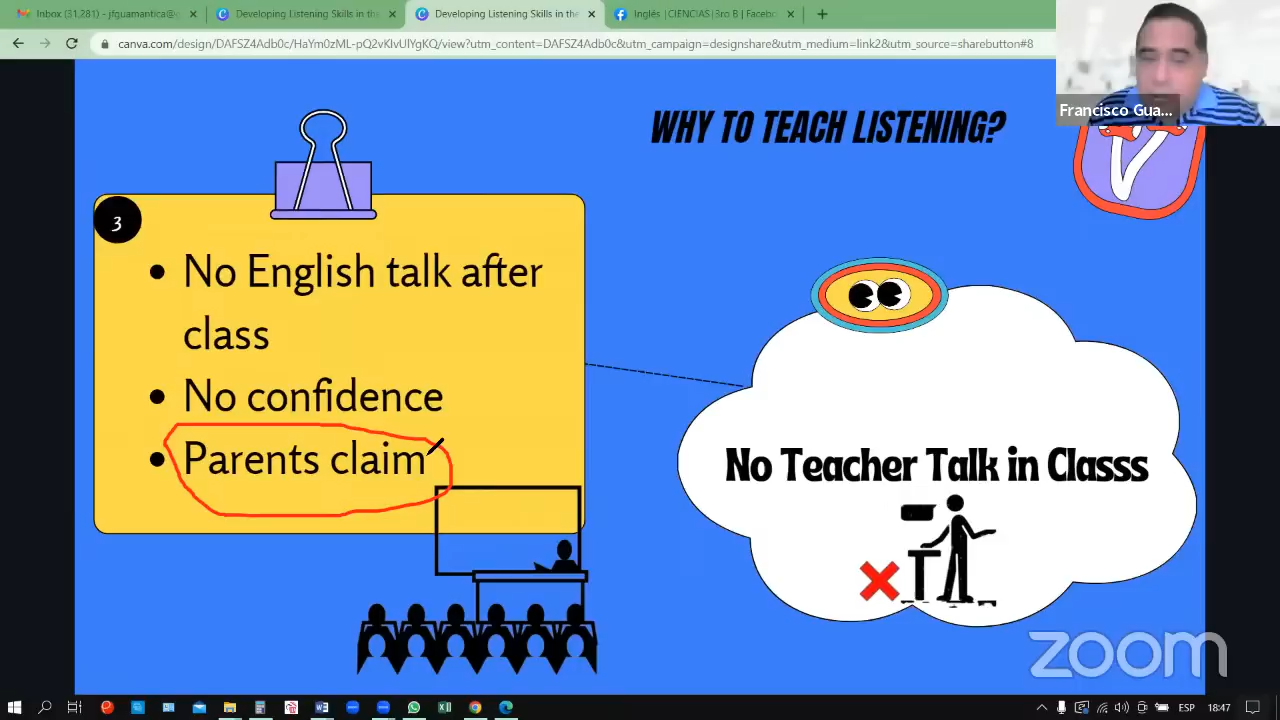 Inbox (31,281) - jfguamantica@g
Developing Listening Skills in the
Developing Listening Skills in the
Inglés |CIENCIAS|3ro B | Facebo
canva.com/design/DAFSZ4Adb0c/HaYm0zML-pQ2vKlvUlYgKQ/view?utm_content=DAFSZ4Adb0c&utm_campaign=designshare&utm_medium=link2&utm_source=sharebutton#8
Francisco Gua...
WHY TO TEACH LISTENING?
3
• No English talk after
class
• No confidence
• Parents claim
No Teacher Talk in Classs
zoom
ESP
18:47